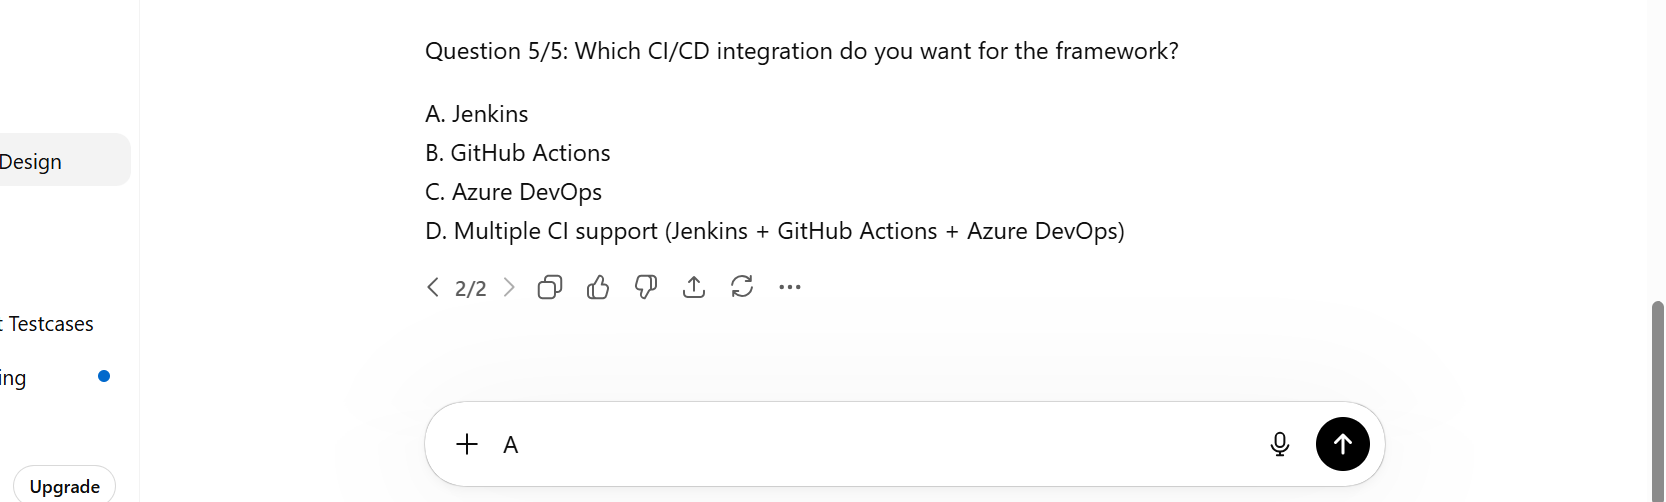 Question 5/5: Which CI/CD integration do you want for the framework?
A. Jenkins
B. GitHub Actions
C. Azure DevOps
D. Multiple CI support (Jenkins + GitHub Actions + Azure DevOps)
2/2
Design
Testcases
ing
A
Upgrade